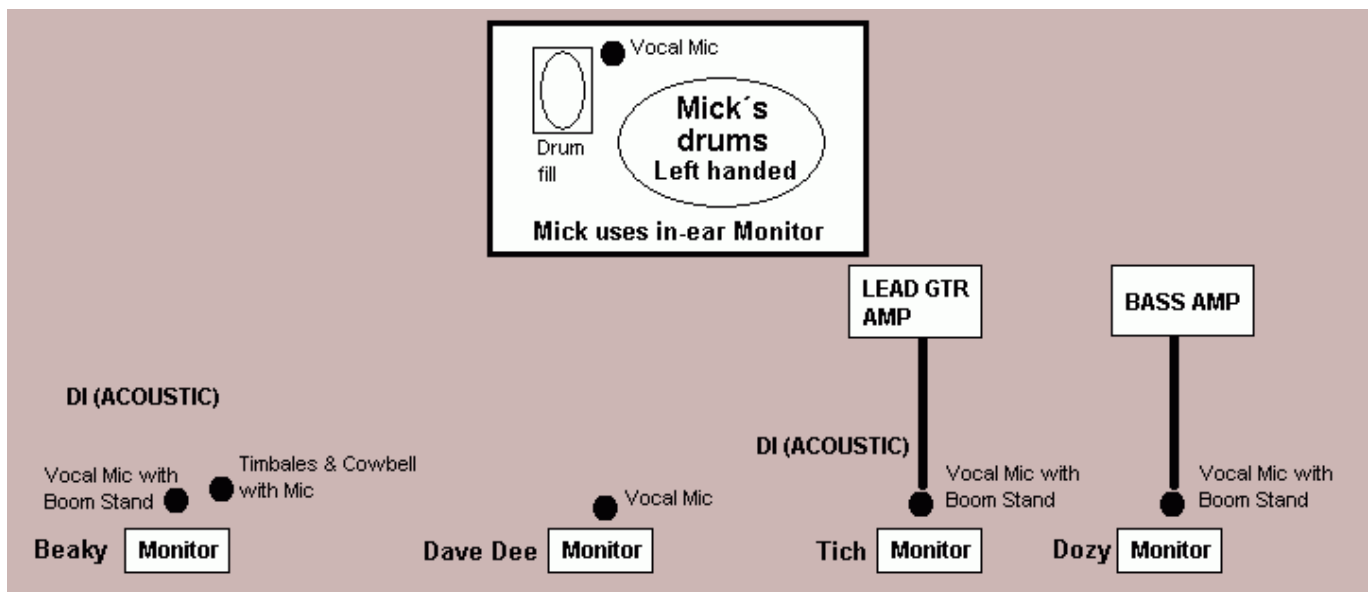 Vocal Mic
Mick´s
drums
Left handed
Drum
fill
Mick uses in-ear Monitor
LEAD GTR
AMP
BASS AMP
DI (ACOUSTIC)
DI (ACOUSTIC)
Vocal Mic with
Boom Stand
Timbales & Cowbell
with Mic
Vocal Mic
Vocal Mic with
Boom Stand
Vocal Mic with
Boom Stand
Beaky
Monitor
Dave Dee
Monitor
Tich
Monitor
Dozy
Monitor